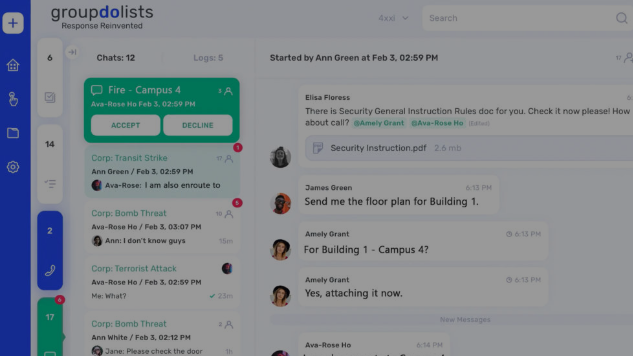 groupdolists
Response Reinvented
4xxl
Search
6
Chats: 12
Logs: 5
Started by Ann Green at Feb 3, 02:59 PM
17
Fire - Campus 4
Ava-Rose Ho Feb 3, 02:59 PM
ACCEPT
DECLINE
Elisa Floress
There is Security General Instruction Rules doc for you. Check it now please! How
about call? @Amely Grant @Ava-Rose Ho (Edited)
Security Instruction.pdf 2.6 mb
14
Corp: Transit Strike
11
Ann Green / Feb 3, 02:59 PM
Ava-Rose: I am also enroute to
James Green
6:13 PM
Send me the floor plan for Building 1.
2
Corp: Bomb Threat
16
5
Ava-Rose Ho / Feb 3, 03:07 PM
Ann: I don't know guys
15m
Amely Grant
6:13 PM
For Building 1 - Campus 4?
Corp: Terrorist Attack
Ava-Rose Ho / Feb 3, 02:59 PM
Me: What?
23m
Amely Grant
6:13 PM
Yes, attaching it now.
17
6
Corp: Bomb Threat
Ann White / Feb 3, 02:12 PM
Jane: Please check the door
1h
New Messages
Ava-Rose Ho
6:14 PM